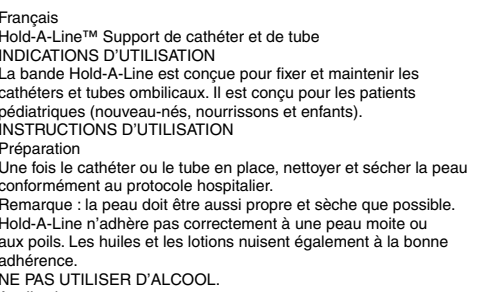 Français
Hold-A-Line™ Support de cathéter et de tube
INDICATIONS D'UTILISATION
La bande Hold-A-Line est conçue pour fixer et maintenir les
cathéters et tubes ombilicaux. Il est conçu pour les patients
pédiatriques (nouveau-nés, nourrissons et enfants).
INSTRUCTIONS D'UTILISATION
Préparation
Une fois le cathéter ou le tube en place, nettoyer et sécher la peau
conformément au protocole hospitalier.
Remarque : la peau doit être aussi propre et sèche que possible.
Hold-A-Line n'adhère pas correctement à une peau moite ou
aux poils. Les huiles et les lotions nuisent également à la bonne
adhérence.
NE PAS UTILISER D'ALCOOL.